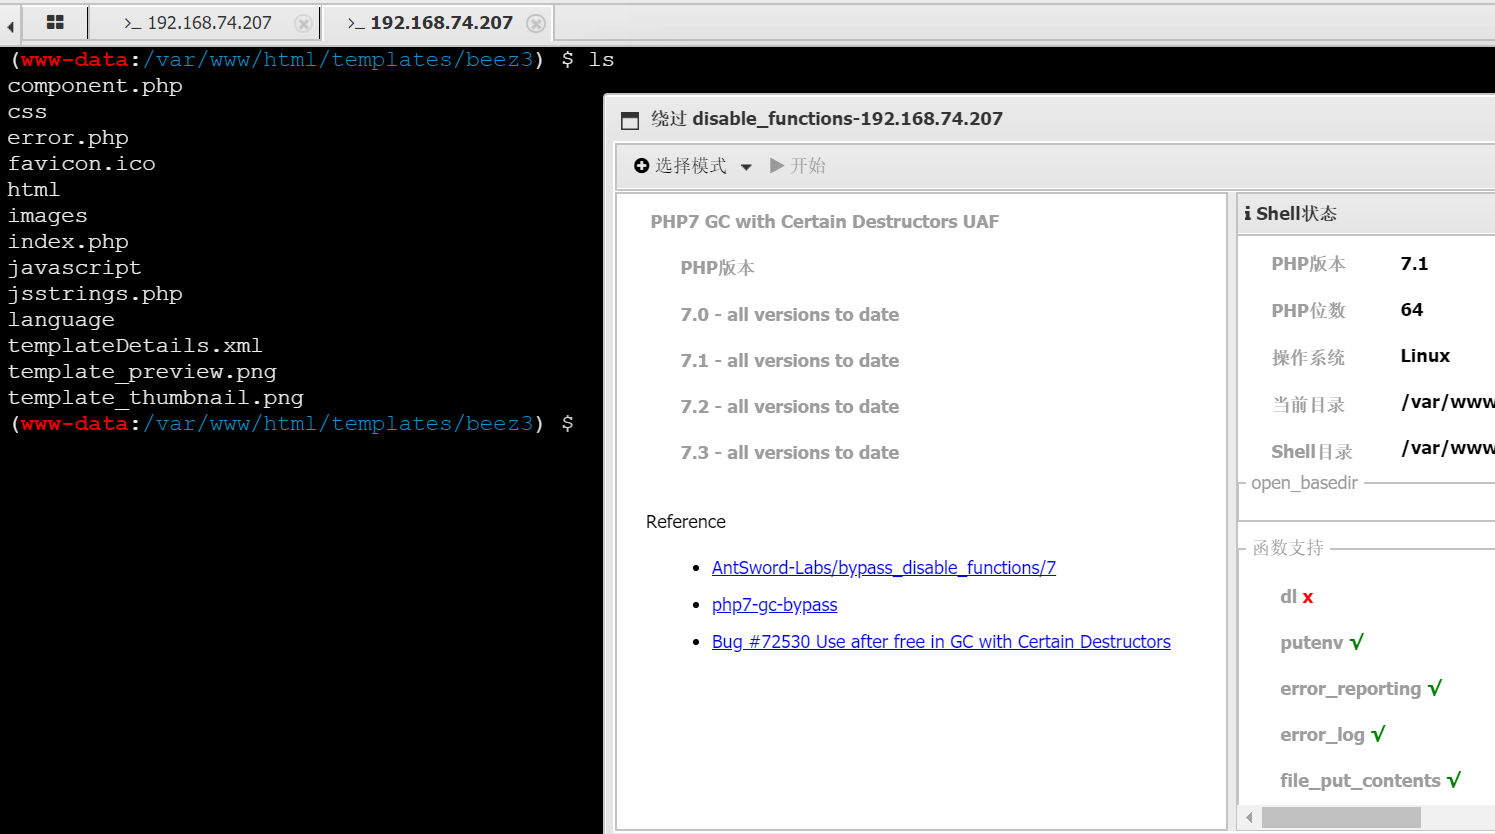 >_ 192.168.74.207
>_ 192.168.74.207
(www-data:/var/www/html/templates/beez3) $ ls
component.php
css
error.php
favicon.ico
html
images
index.php
javascript
jsstrings.php
language
templateDetails.xml
template_preview.png
template_thumbnail.png
(www-data:/var/www/html/templates/beez3) $
绕过 disable_functions-192.168.74.207
选择模式 开始
PHP7 GC with Certain Destructors UAF
PHP版本
7.0 - all versions to date
7.1 - all versions to date
7.2 - all versions to date
7.3 - all versions to date
Reference
AntSword-Labs/bypass_disable_functions/7
php7-gc-bypass
Bug #72530 Use after free in GC with Certain Destructors
Shell状态
PHP版本 7.1
PHP位数 64
操作系统 Linux
当前目录 /var/www
Shell目录 /var/www
open_basedir
函数支持
dl x
putenv √
error_reporting √
error_log √
file_put_contents √